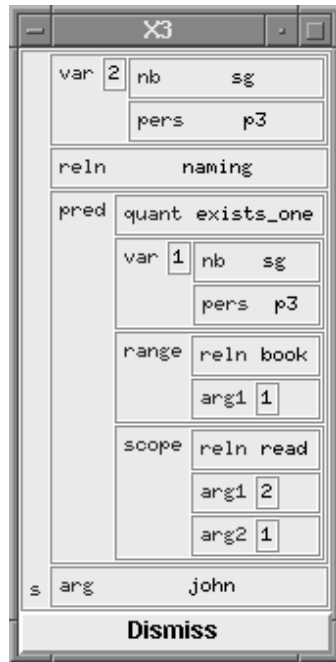 X3
var 2 nb sg
pers p3
reln naming
pred quant exists_one
var 1 nb sg
pers p3
range reln book
arg1 1
scope reln read
arg1 2
arg2 1
s arg john
Dismiss